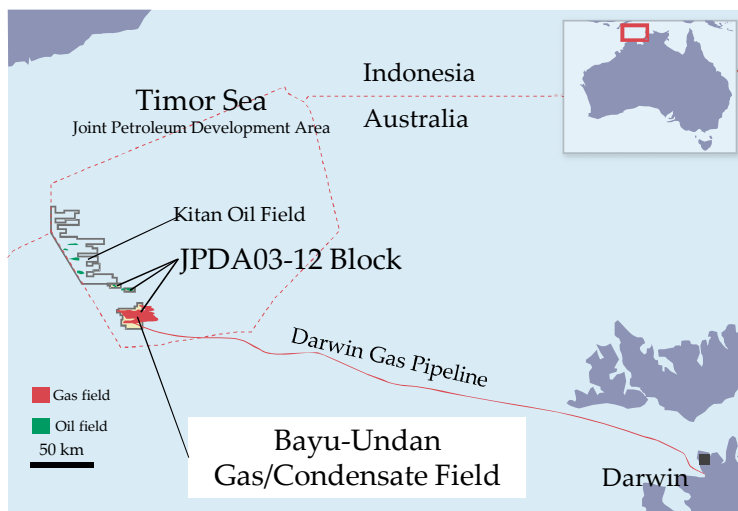 Indonesia
Timor Sea
Joint Petroleum Development Area
Australia
Kitan Oil Field
JPDA03-12 Block
Darwin Gas Pipeline
Gas field
Oil field
50 km
Bayu-Undan
Gas/Condensate Field
Darwin